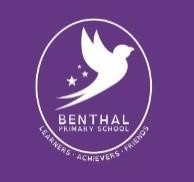 BENTHAL
PRIMARY SCHOOL
LEARNERS · ACHIEVERS · FRIENDS